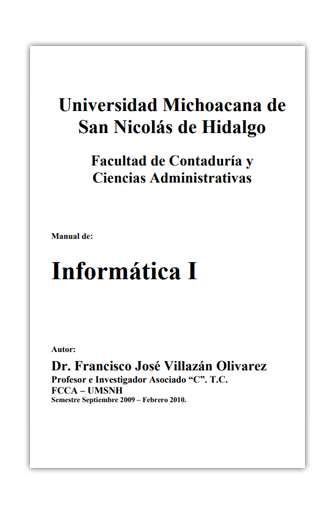 Universidad Michoacana de
San Nicolás de Hidalgo
Facultad de Contaduría y
Ciencias Administrativas
Manual de:
Informática I
Autor:
Dr. Francisco José Villazán Olivarez
Profesor e Investigador Asociado “C”. T.C.
FCCA – UMSNH
Semestre Septiembre 2009 – Febrero 2010.